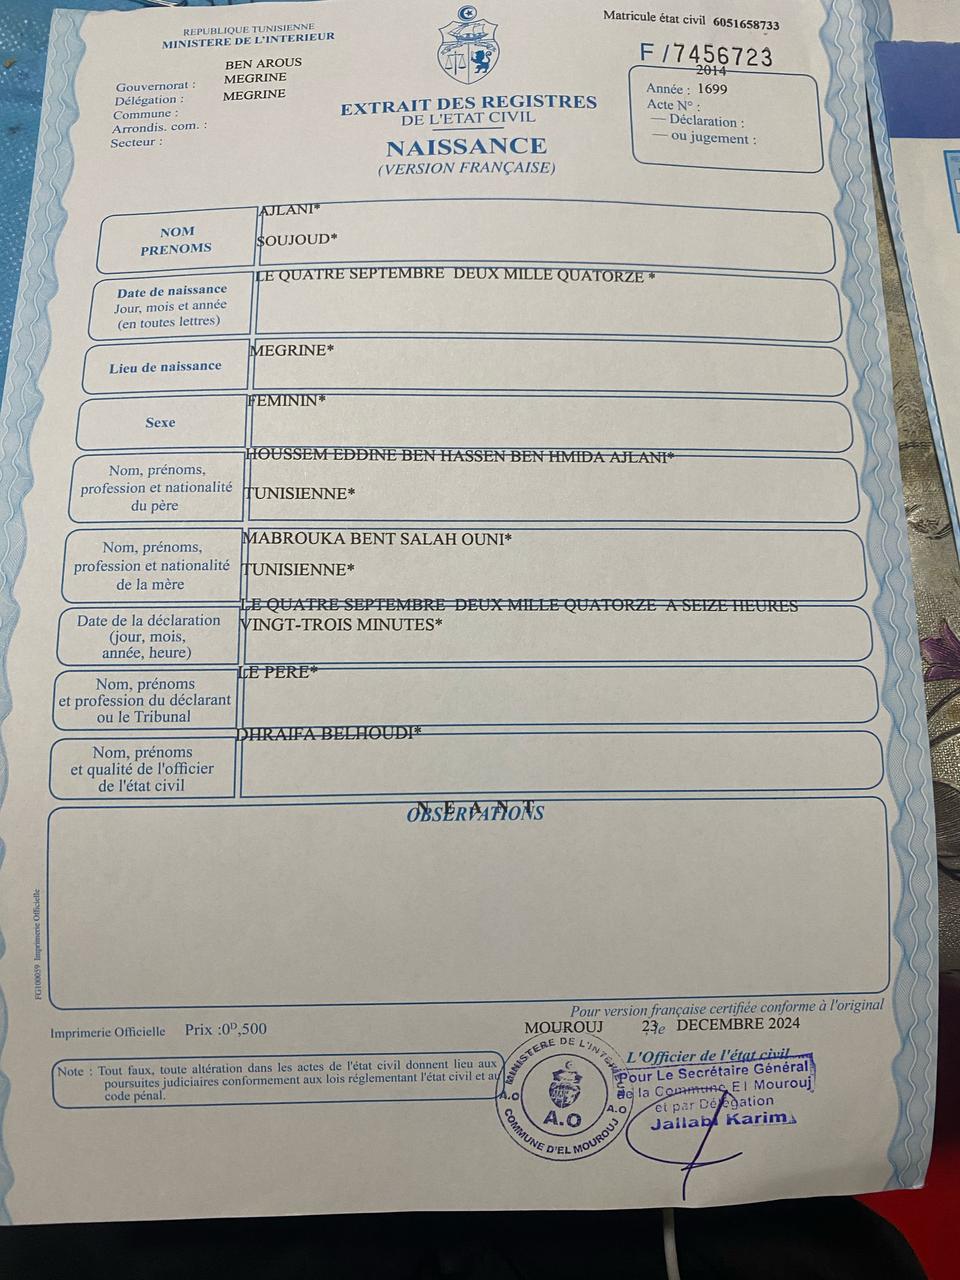 REPUBLIQUE TUNISIENNE
MINISTERE DE L'INTERIEUR
Matricule état civil 6051658733
F/7456723
BEN AROUS
Gouvernorat :
MEGRINE
Délégation :
MEGRINE
Commune :
Arrondis. com. :
Secteur :
EXTRAIT DES REGISTRES
DE L'ETAT CIVIL
NAISSANCE
(VERSION FRANÇAISE)
2014
Année : 1699
Acte N° :
— Déclaration :
— ou jugement :
NOM
PRENOMS
AJLANI*
SOUJOUD*
Date de naissance
Jour, mois et année
(en toutes lettres)
LE QUATRE SEPTEMBRE DEUX MILLE QUATORZE *
Lieu de naissance
MEGRINE*
Sexe
FEMININ*
Nom, prénoms,
profession et nationalité
du père
HOUSSEM EDDINE BEN HASSEN BEN HMIDA AJLANI*
TUNISIENNE*
Nom, prénoms,
profession et nationalité
de la mère
MABROUKA BENT SALAH OUNI*
TUNISIENNE*
Date de la déclaration
(jour, mois,
année, heure)
LE QUATRE SEPTEMBRE DEUX MILLE QUATORZE A SEIZE HEURES
VINGT-TROIS MINUTES*
Nom, prénoms
et profession du déclarant
ou le Tribunal
LE PERE*
Nom, prénoms
et qualité de l'officier
de l'état civil
DHRAIFA BELHOUDI*
N E A N T
OBSERVATIONS
FG100059 Imprimerie Officielle
Pour version française certifiée conforme à l'original
Imprimerie Officielle Prix :0ᴰ,500
MOUROUJ le 23 DECEMBRE 2024
L'Officier de l'état civil
Note : Tout faux, toute altération dans les actes de l'état civil donnent lieu aux
poursuites judiciaires conformement aux lois réglementant l'état civil et au
code pénal.
MINISTERE DE L'INTERIEUR
A.O
A.O
A.O
COMMUNE D'EL MOUROUJ
Pour Le Secrétaire Général
de la Commune El Mourouj
et par Délégation
Jallabi Karim